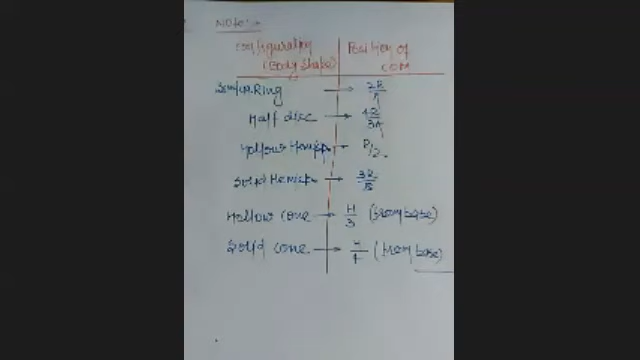 Note:-
Configuration (Body Shape) Position of COM
Semi-Ring → 2R/π
Half disc → 4R/3π
Hollow Hemisp. → R/2
Solid Hemisp. → 3R/8
Hollow Cone → H/3 (from base)
Solid Cone → H/4 (from base)